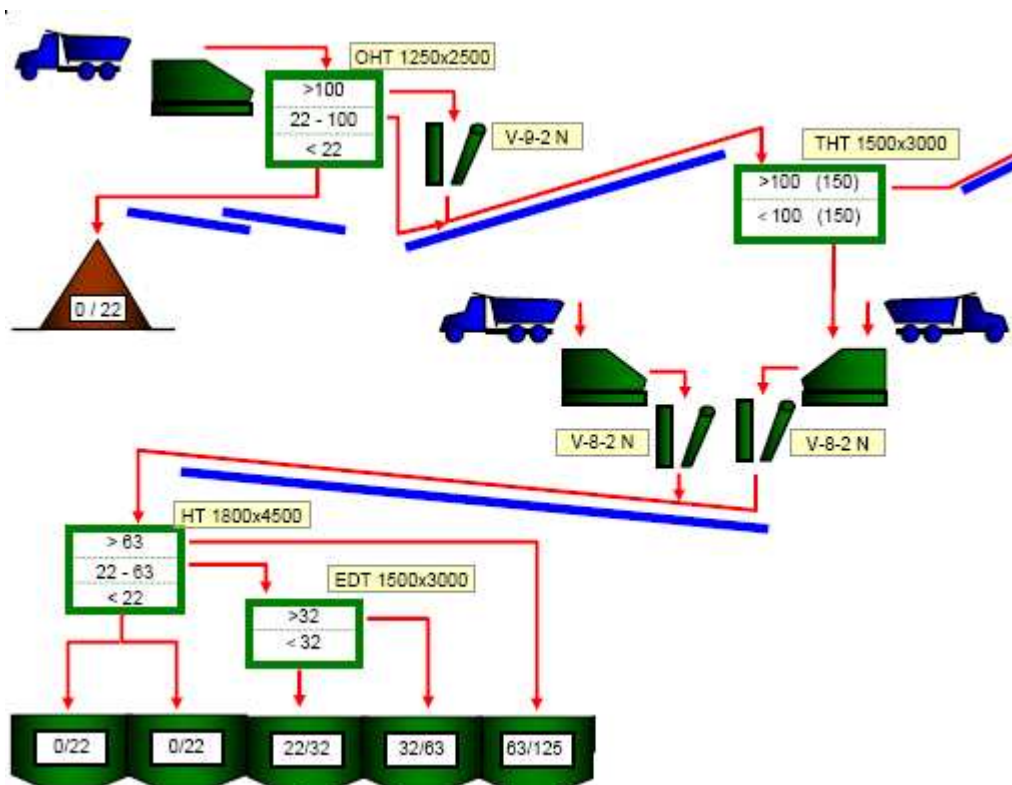 OHT 1250x2500
>100
22 - 100
< 22
V-9-2 N
THT 1500x3000
>100 (150)
< 100 (150)
0 / 22
V-8-2 N
V-8-2 N
HT 1800x4500
> 63
22 - 63
< 22
EDT 1500x3000
>32
< 32
0/22
0/22
22/32
32/63
63/125